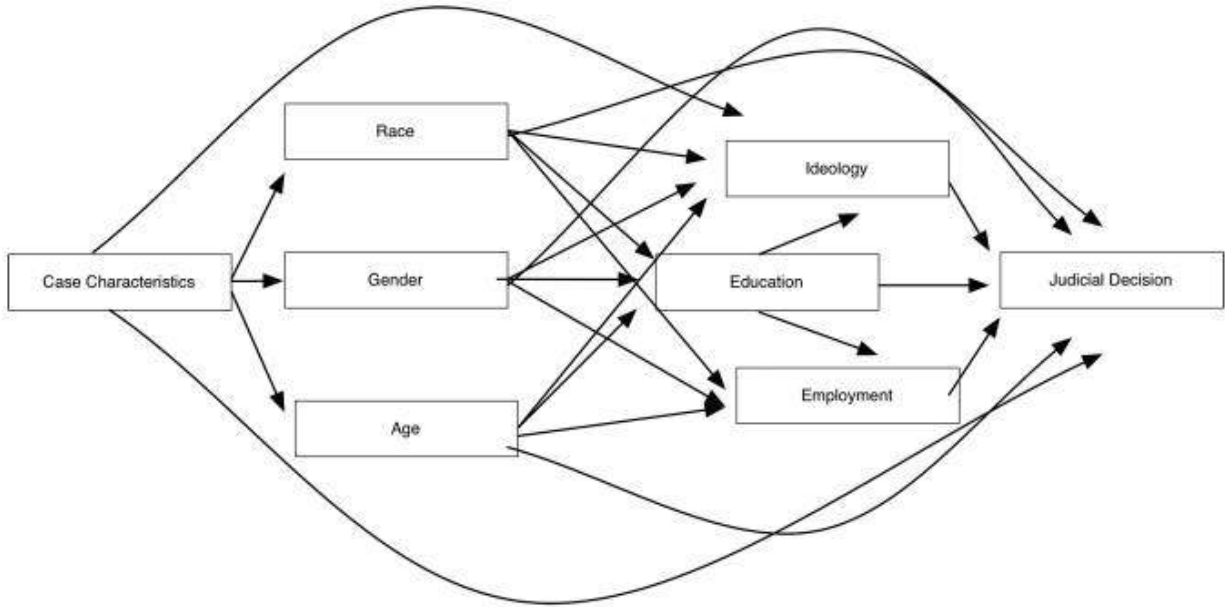 Race
Ideology
Case Characteristics
Gender
Education
Judicial Decision
Employment
Age